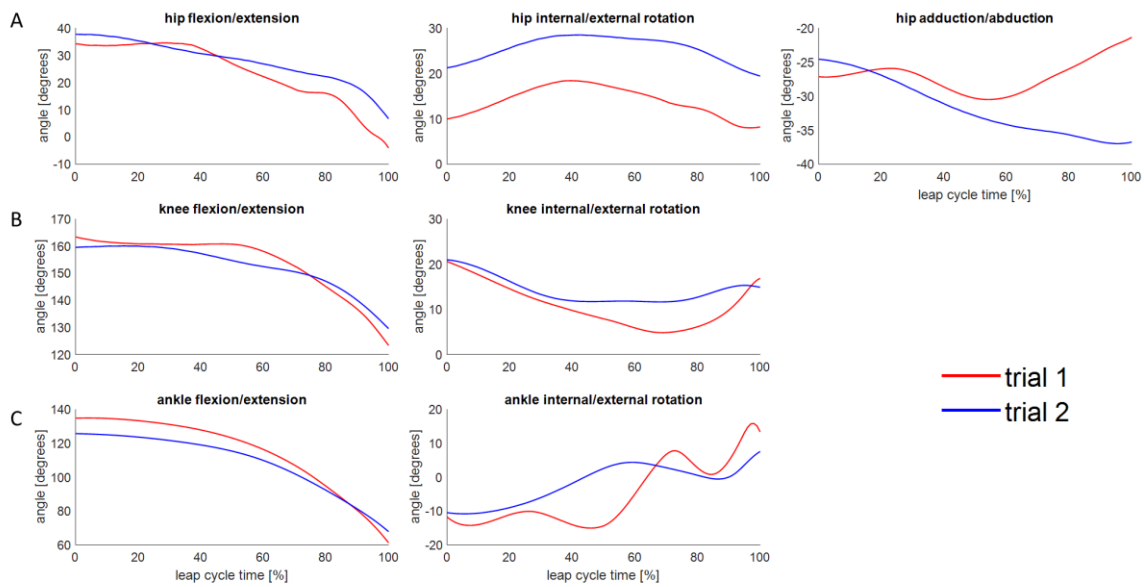 A
hip flexion/extension
angle [degrees]
40
30
20
10
0
-10
0 20 40 60 80 100
hip internal/external rotation
angle [degrees]
30
20
10
0
0 20 40 60 80 100
hip adduction/abduction
angle [degrees]
-20
-25
-30
-35
-40
0 20 40 60 80 100
leap cycle time [%]
B
knee flexion/extension
angle [degrees]
170
160
150
140
130
120
0 20 40 60 80 100
knee internal/external rotation
angle [degrees]
30
20
10
0
0 20 40 60 80 100
C
ankle flexion/extension
angle [degrees]
140
120
100
80
60
0 20 40 60 80 100
leap cycle time [%]
ankle internal/external rotation
angle [degrees]
20
10
0
-10
-20
0 20 40 60 80 100
leap cycle time [%]
trial 1
trial 2